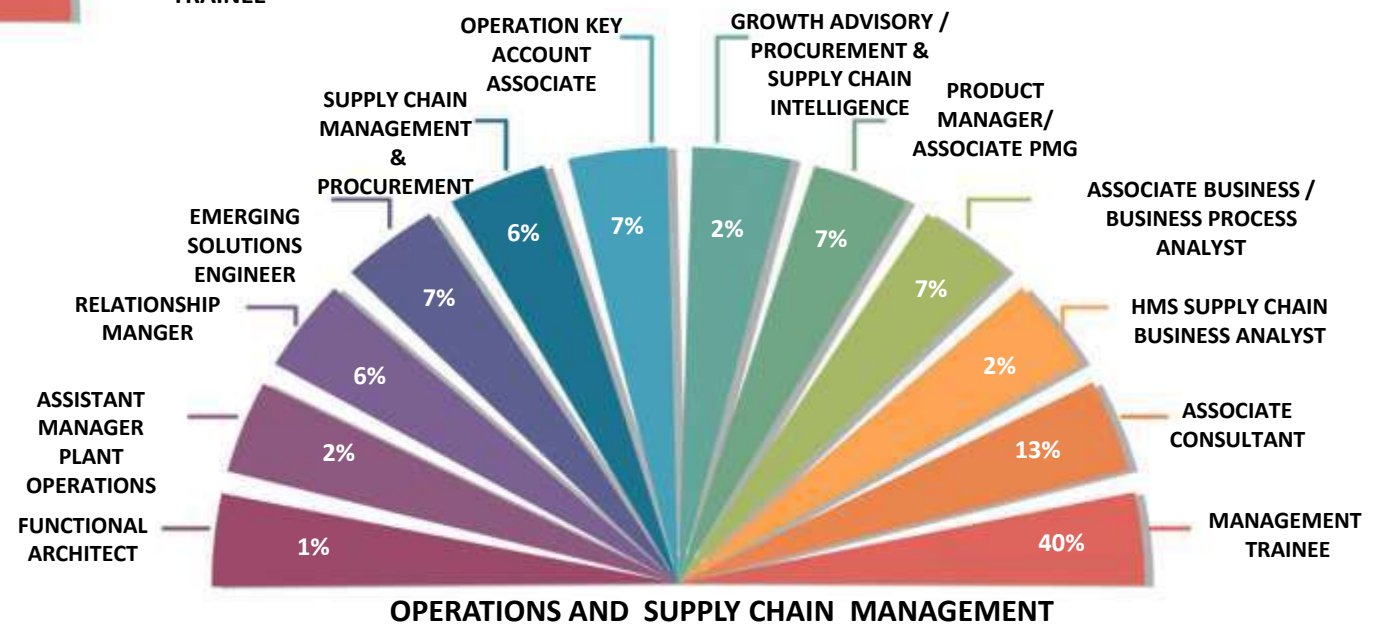 TRAINEE
OPERATION KEY
ACCOUNT
ASSOCIATE
GROWTH ADVISORY /
PROCUREMENT &
SUPPLY CHAIN
INTELLIGENCE
SUPPLY CHAIN
MANAGEMENT
&
PROCUREMENT
PRODUCT
MANAGER/
ASSOCIATE PMG
EMERGING
SOLUTIONS
ENGINEER
ASSOCIATE BUSINESS /
BUSINESS PROCESS
ANALYST
RELATIONSHIP
MANGER
HMS SUPPLY CHAIN
BUSINESS ANALYST
ASSISTANT
MANAGER
PLANT
OPERATIONS
ASSOCIATE
CONSULTANT
FUNCTIONAL
ARCHITECT
MANAGEMENT
TRAINEE
1%
2%
6%
7%
6%
7%
2%
7%
7%
2%
13%
40%
OPERATIONS AND SUPPLY CHAIN MANAGEMENT